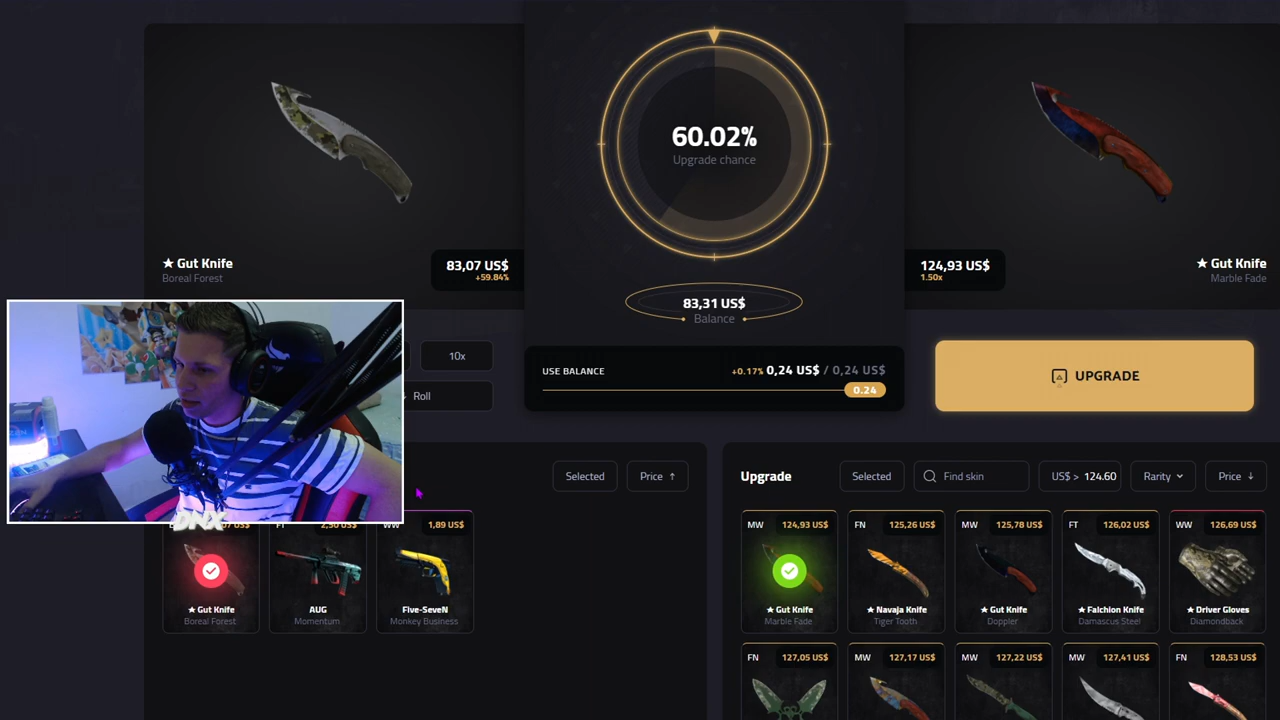 60.02%
Upgrade chance
★ Gut Knife
Boreal Forest
83,07 US$
+59.84%
124,93 US$
1.50x
★ Gut Knife
Marble Fade
83,31 US$
Balance
10x
Roll
USE BALANCE
+0.17% 0,24 US$ / 0,24 US$
0.24
UPGRADE
Selected
Price ↑
Upgrade
Selected
Find skin
US$ > 124.60
Rarity
Price ↓
DNX
FT
1,89 US$
★ Gut Knife
Boreal Forest
AUG
Momentum
Five-SeveN
Monkey Business
MW 124,93 US$
★ Gut Knife
Marble Fade
FN 125,26 US$
★ Navaja Knife
Tiger Tooth
MW 125,78 US$
★ Gut Knife
Doppler
FT 126,02 US$
★ Falchion Knife
Damascus Steel
WW 126,69 US$
★ Driver Gloves
Diamondback
FN 127,05 US$
MW 127,17 US$
MW 127,22 US$
MW 127,41 US$
FN 128,53 US$